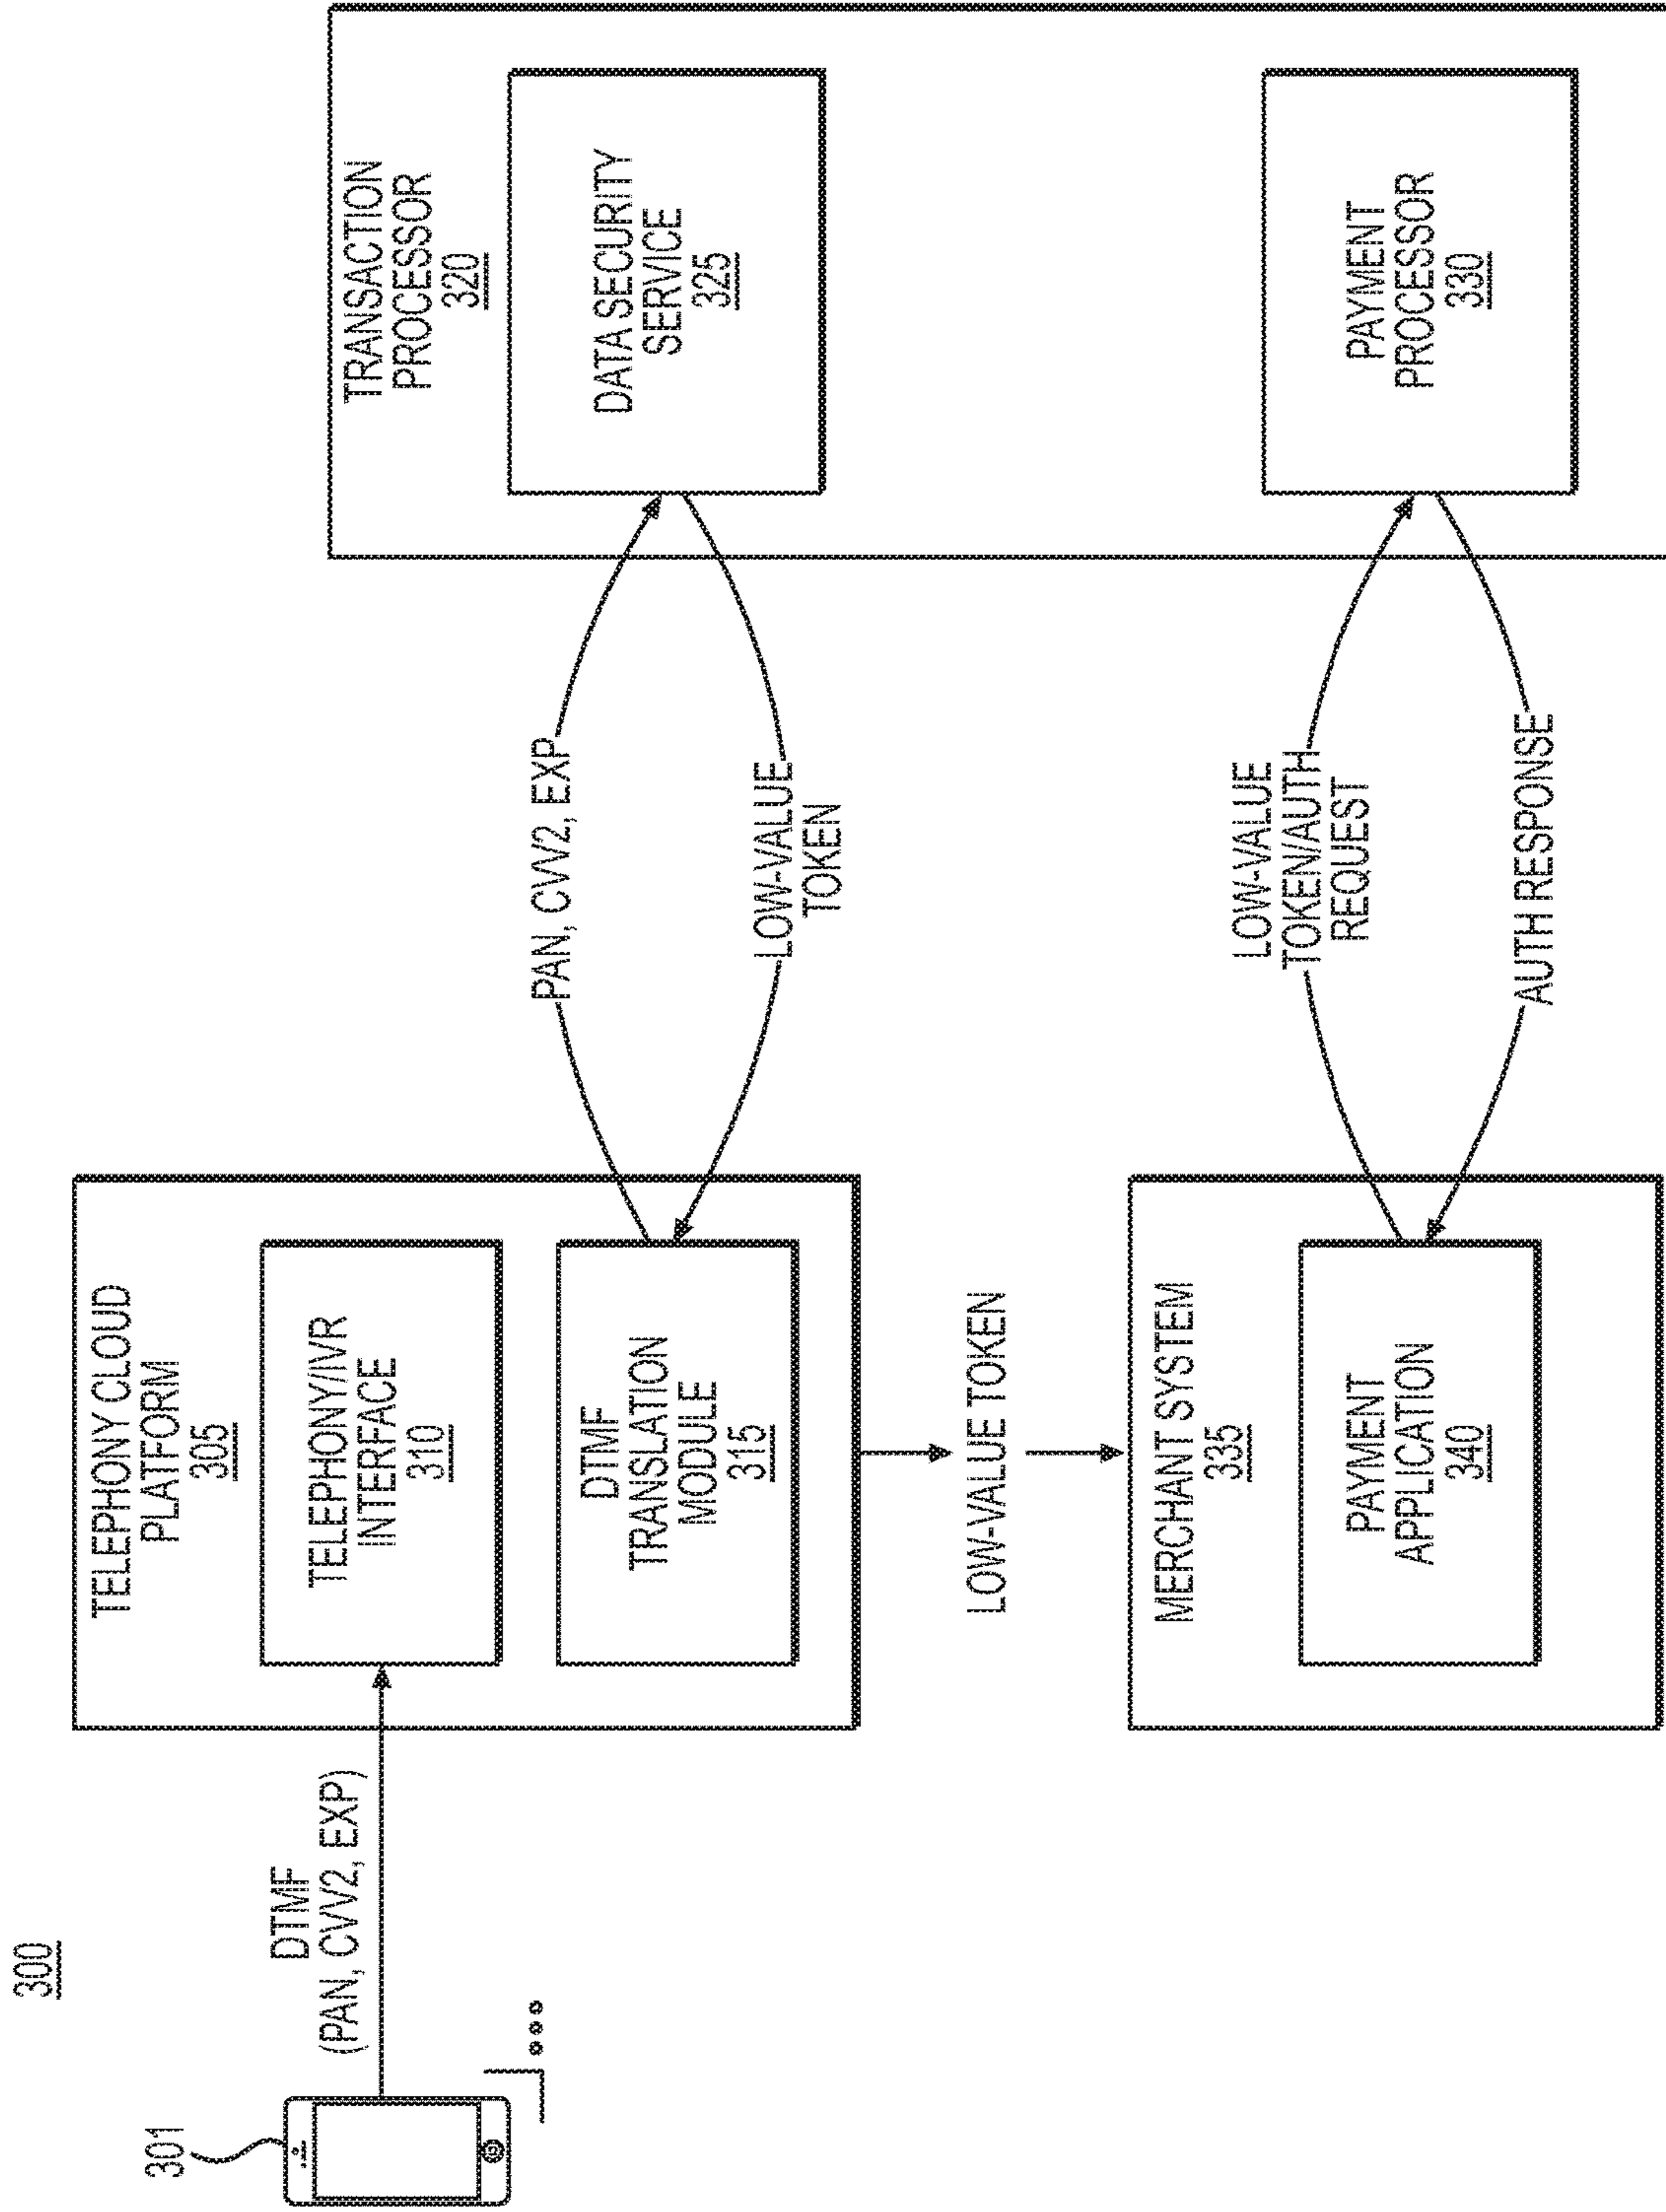 300
301
DTMF
(PAN, CVV2, EXP)
TELEPHONY CLOUD
PLATFORM
305
TELEPHONY/IVR
INTERFACE
310
DTMF
TRANSLATION
MODULE
315
PAN, CVV2, EXP
LOW-VALUE
TOKEN
TRANSACTION
PROCESSOR
320
DATA SECURITY
SERVICE
325
LOW-VALUE TOKEN
MERCHANT SYSTEM
335
PAYMENT
APPLICATION
340
LOW-VALUE
TOKEN/AUTH
REQUEST
AUTH RESPONSE
PAYMENT
PROCESSOR
330